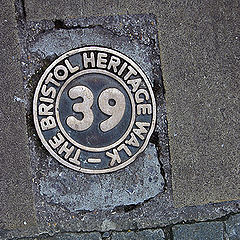 THE BRISTOL HERITAGE WALK –
39